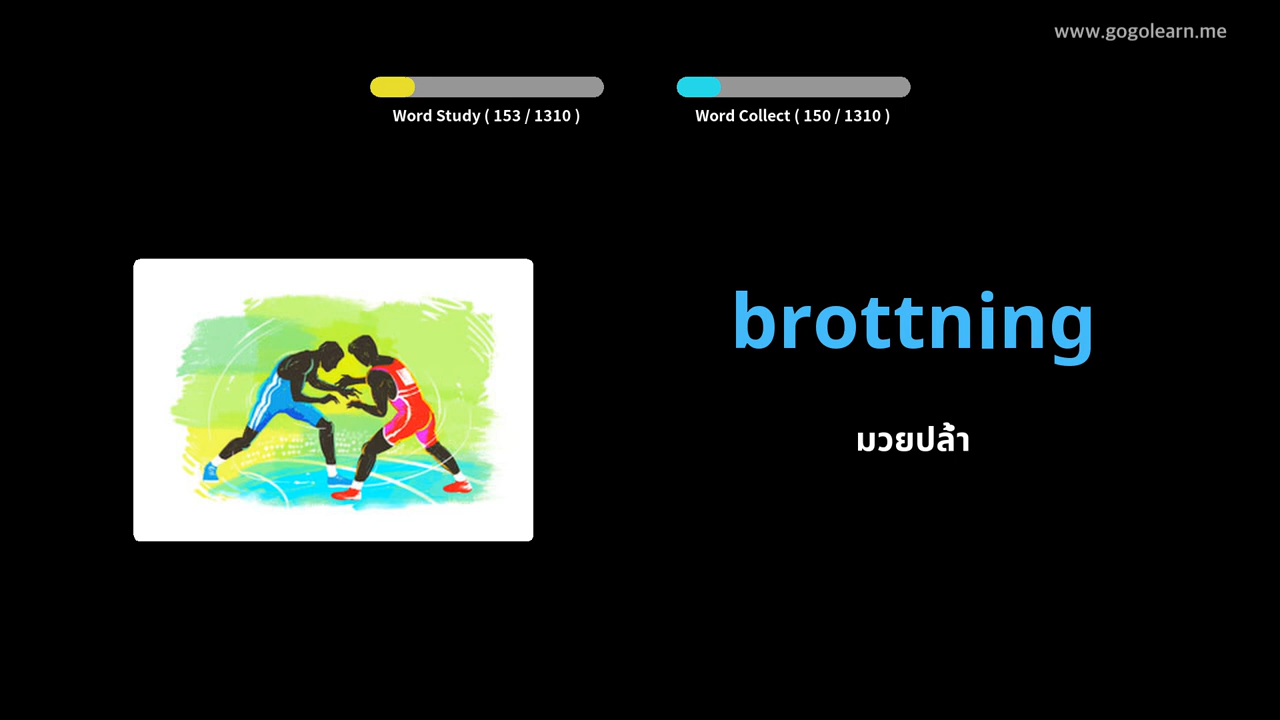 www.gogolearn.me
Word Study ( 153 / 1310 )
Word Collect ( 150 / 1310 )
brottning
มวยปล้ำ